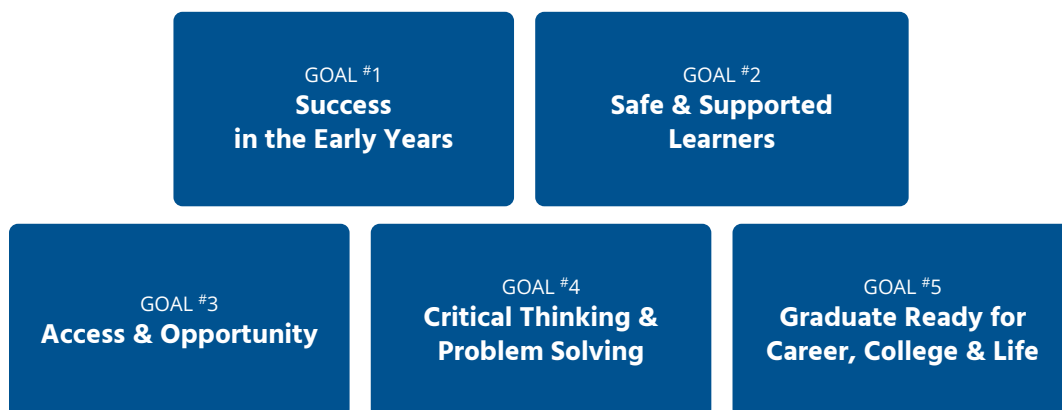 GOAL #1
Success
in the Early Years
GOAL #2
Safe & Supported
Learners
GOAL #3
Access & Opportunity
GOAL #4
Critical Thinking &
Problem Solving
GOAL #5
Graduate Ready for
Career, College & Life